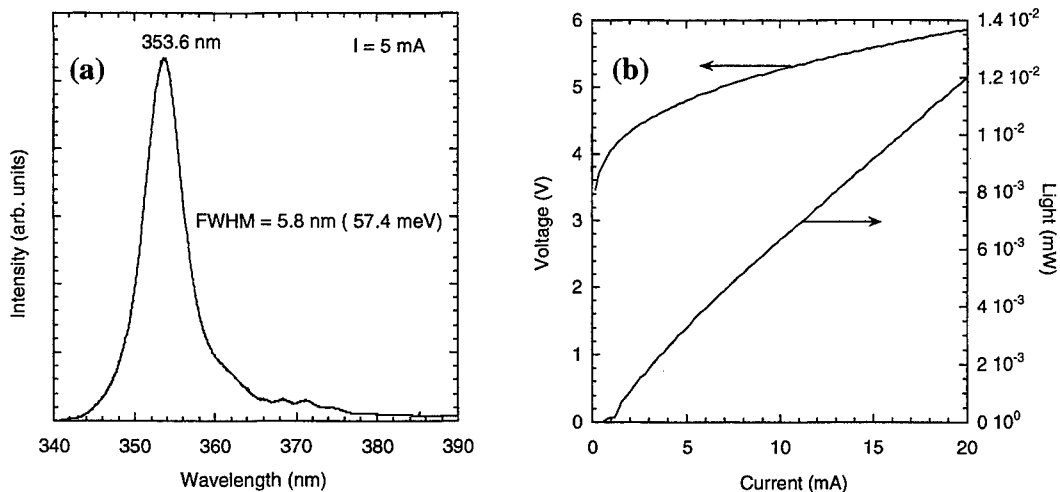 (a)
353.6 nm
I = 5 mA
FWHM = 5.8 nm ( 57.4 meV)
Intensity (arb. units)
340 350 360 370 380 390
Wavelength (nm)
(b)
6
5
4
3
2
1
0
Voltage (V)
1.4 10⁻²
1.2 10⁻²
1 10⁻²
8 10⁻³
6 10⁻³
4 10⁻³
2 10⁻³
0 10⁰
Light (mW)
0 5 10 15 20
Current (mA)